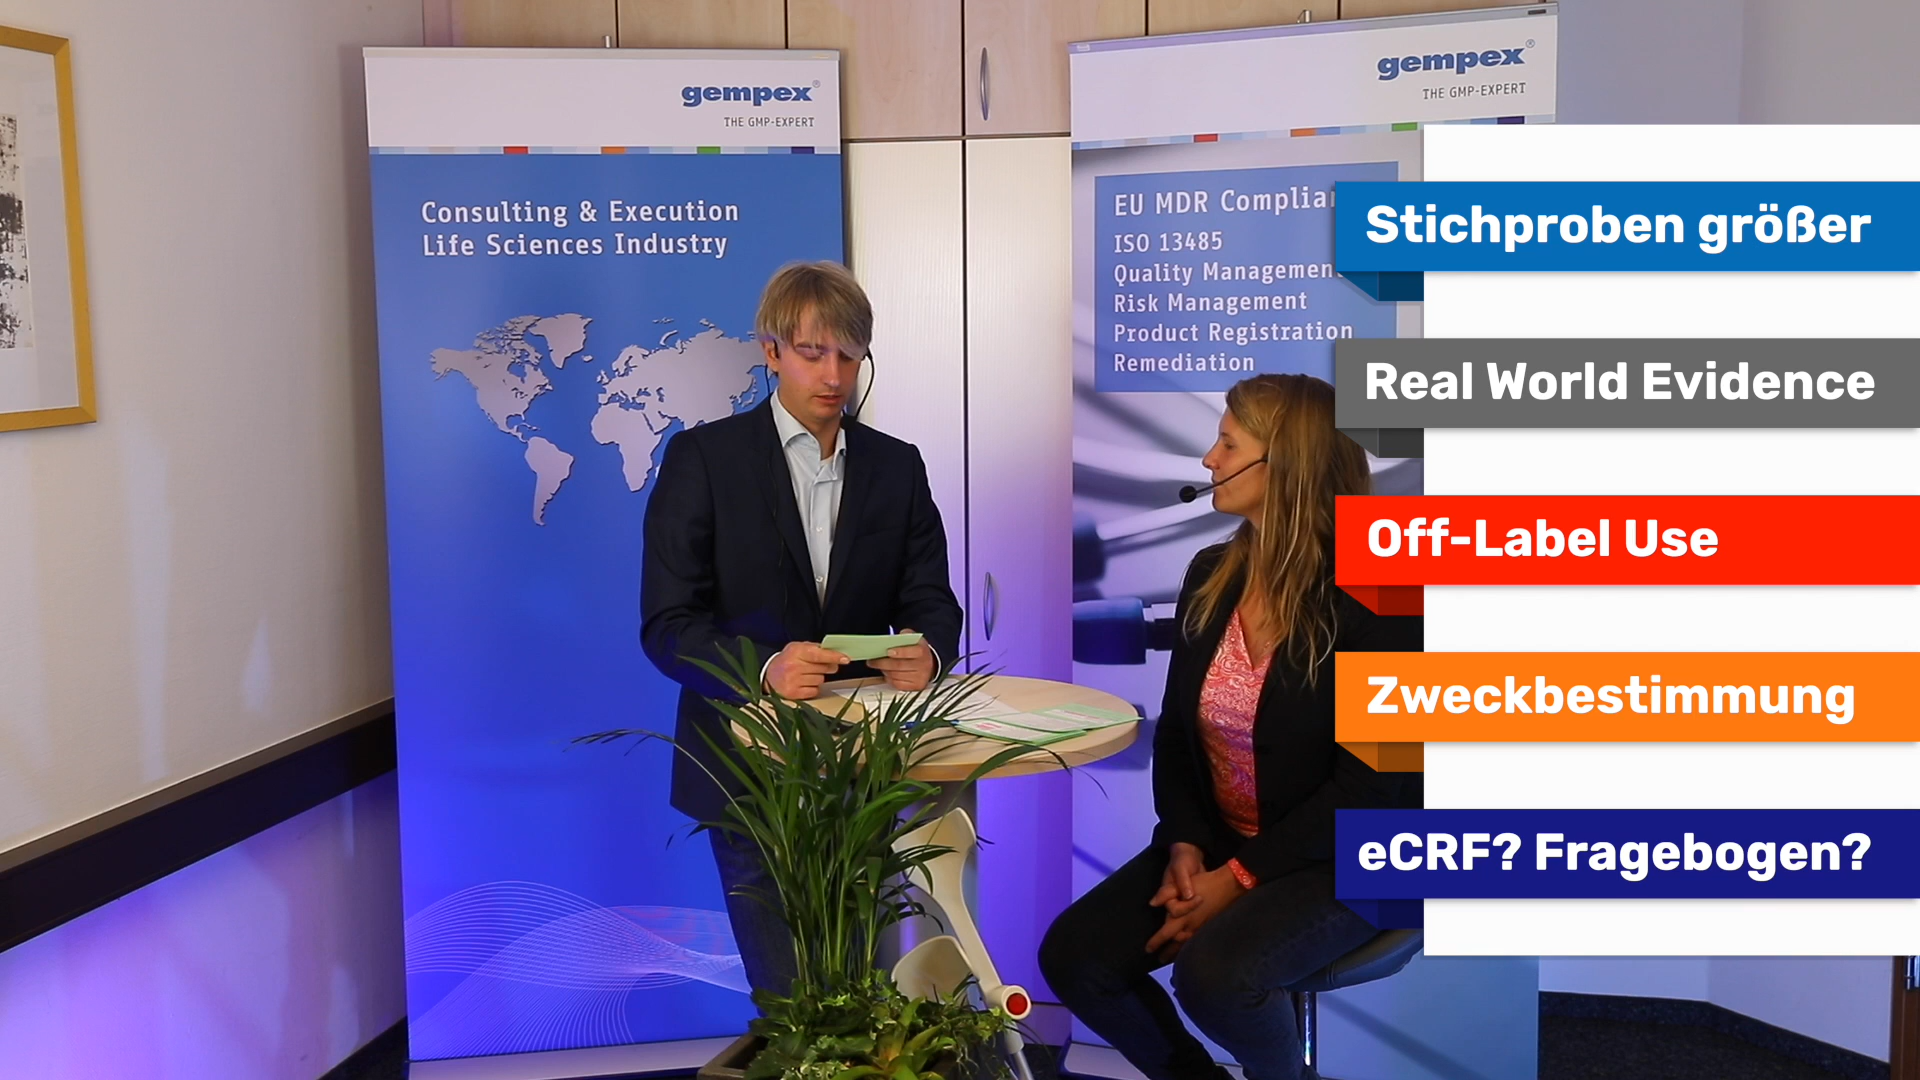 gempex®
THE GMP-EXPERT
Consulting & Execution
Life Sciences Industry
gempex®
THE GMP-EXPERT
EU MDR Complia
ISO 13485
Quality Managemen
Risk Management
Product Registration
Remediation
Stichproben größer
Real World Evidence
Off-Label Use
Zweckbestimmung
eCRF? Fragebogen?